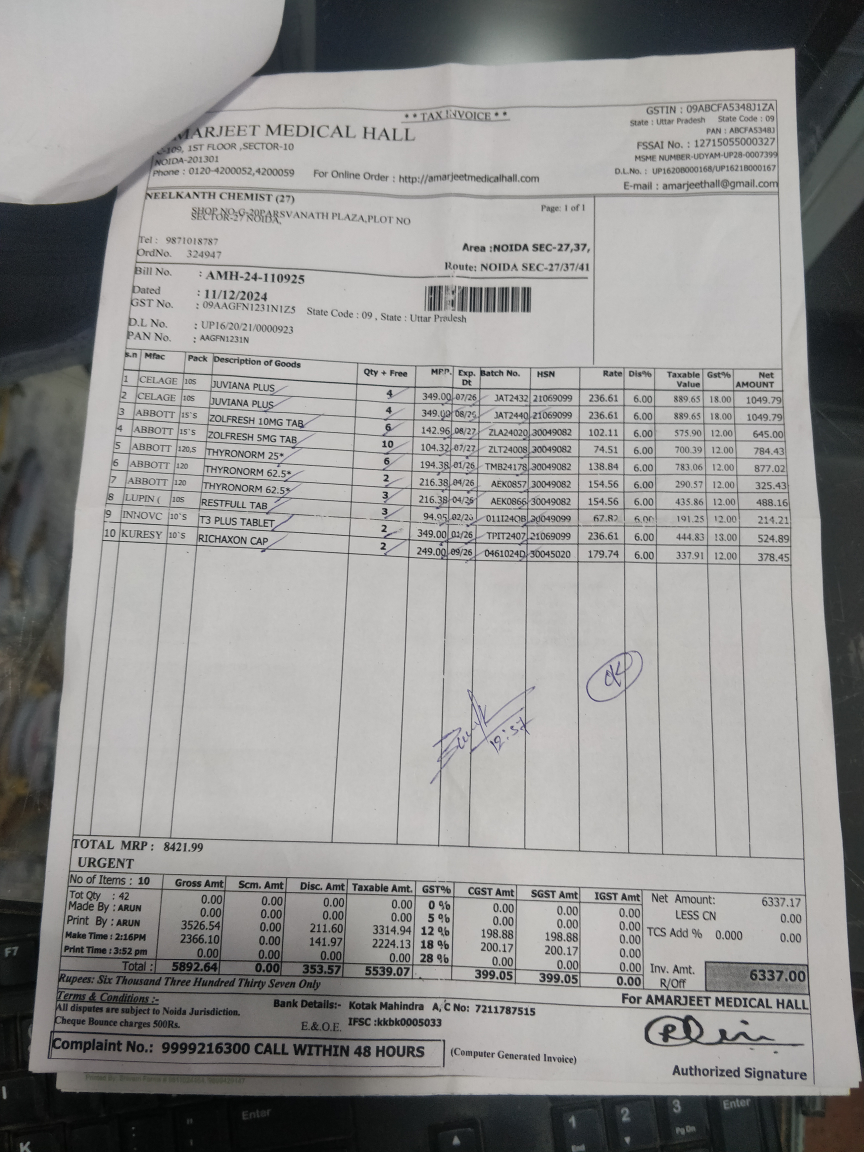 * * TAX INVOICE * *
GSTIN : 09ABCFA5348J1ZA
State : Uttar Pradesh State Code : 09
PAN : ABCFA5348J
FSSAI No. : 12715055000327
MSME NUMBER-UDYAM-UP28-0007399
D.L.No. : UP1620B000168/UP1621B000167
E-mail : amarjeethall@gmail.com
MARJEET MEDICAL HALL
-109, 1ST FLOOR ,SECTOR-10
NOIDA-201301
Phone : 0120-4200052,4200059 For Online Order : http://amarjeetmedicalhall.com
NEELKANTH CHEMIST (27)
Page: 1 of 1
SHOP NO-G-20PARSVANATH PLAZA,PLOT NO
SECTOR-27 NOIDA,
Tel : 9871018787
OrdNo. 324947
Area :NOIDA SEC-27,37,
Route: NOIDA SEC-27/37/41
Bill No. : AMH-24-110925
Dated : 11/12/2024
GST No. : 09AAGFN1231N1Z5 State Code : 09 , State : Uttar Pradesh
D.L No. : UP16/20/21/0000923
PAN No. : AAGFN1231N
s.n Mfac Pack Description of Goods Qty + Free MRP. Exp. Dt Batch No. HSN Rate Dis% Taxable Value Gst% Net AMOUNT
1 CELAGE 10S JUVIANA PLUS 4 349.00 07/26 JAT2432 21069099 236.61 6.00 889.65 18.00 1049.79
2 CELAGE 10S JUVIANA PLUS 4 349.00 08/26 JAT2440 21069099 236.61 6.00 889.65 18.00 1049.79
3 ABBOTT 15`S ZOLFRESH 10MG TAB 6 142.96 08/27 ZLA24020 30049082 102.11 6.00 575.90 12.00 645.00
4 ABBOTT 15`S ZOLFRESH 5MG TAB 10 104.32 07/27 ZLT24008 30049082 74.51 6.00 700.39 12.00 784.43
5 ABBOTT 120,S THYRONORM 25* 6 194.38 01/26 TMB24178 30049082 138.84 6.00 783.06 12.00 877.02
6 ABBOTT 120 THYRONORM 62.5* 2 216.38 04/26 AEK0857 30049082 154.56 6.00 290.57 12.00 325.43
7 ABBOTT 120 THYRONORM 62.5* 3 216.38 04/26 AEK0866 30049082 154.56 6.00 435.86 12.00 488.16
8 LUPIN ( 10S RESTFULL TAB 3 94.95 02/26 011I24OB 30049099 67.82 6.00 191.25 12.00 214.21
9 INNOVC 10`S T3 PLUS TABLET 2 349.00 01/26 TPIT2407 21069099 236.61 6.00 444.83 18.00 524.89
10 KURESY 10`S RICHAXON CAP 2 249.00 09/26 0461024D 30045020 179.74 6.00 337.91 12.00 378.45
OK
12:37
TOTAL MRP : 8421.99
URGENT
No of Items : 10 Gross Amt Scm. Amt Disc. Amt Taxable Amt. GST% CGST Amt SGST Amt IGST Amt Net Amount: 6337.17
Tot Qty : 42 0.00 0.00 0.00 0.00 0 % 0.00 0.00 0.00 LESS CN 0.00
Made By : ARUN 0.00 0.00 0.00 0.00 5 % 0.00 0.00 0.00
Print By : ARUN 3526.54 0.00 211.60 3314.94 12 % 198.88 198.88 0.00 TCS Add % 0.000 0.00
Make Time : 2:16PM 2366.10 0.00 141.97 2224.13 18 % 200.17 200.17 0.00
Print Time : 3:52 pm 0.00 0.00 0.00 0.00 28 % 0.00 0.00 0.00
Total : 5892.64 0.00 353.57 5539.07 399.05 399.05 0.00 Inv. Amt. R/Off 6337.00
Rupees: Six Thousand Three Hundred Thirty Seven Only
Terms & Conditions :-
All disputes are subject to Noida Jurisdiction.
Cheque Bounce charges 500Rs.
Bank Details:- Kotak Mahindra A/C No: 7211787515
E.& O.E. IFSC :kkbk0005033
For AMARJEET MEDICAL HALL
Complaint No.: 9999216300 CALL WITHIN 48 HOURS
(Computer Generated Invoice)
Authorized Signature
F7
Enter
1
2
3
PgDn
Enter
K